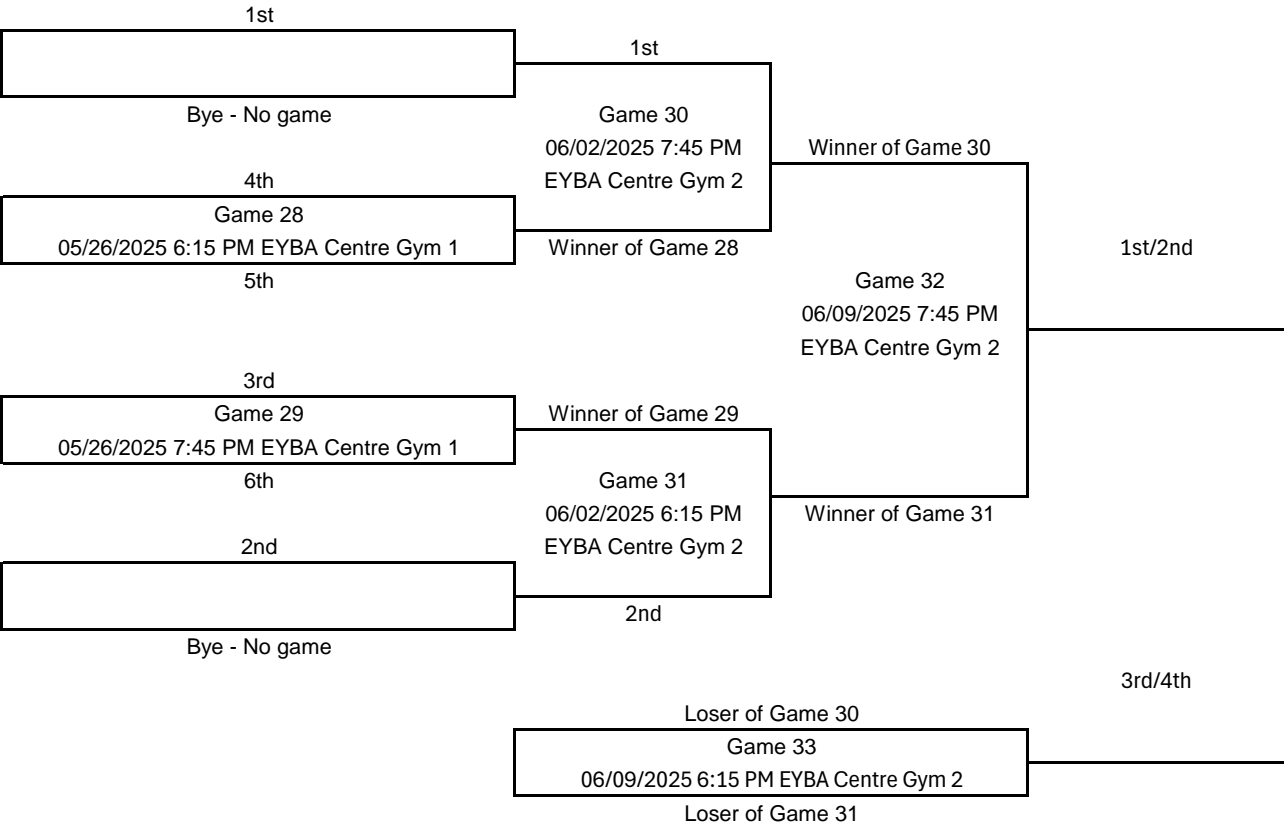 1st
Bye - No game
4th
Game 28
05/26/2025 6:15 PM EYBA Centre Gym 1
5th
3rd
Game 29
05/26/2025 7:45 PM EYBA Centre Gym 1
6th
2nd
Bye - No game
1st
Game 30
06/02/2025 7:45 PM
EYBA Centre Gym 2
Winner of Game 28
Winner of Game 29
Game 31
06/02/2025 6:15 PM
EYBA Centre Gym 2
2nd
Winner of Game 30
Game 32
06/09/2025 7:45 PM
EYBA Centre Gym 2
Winner of Game 31
1st/2nd
Loser of Game 30
Game 33
06/09/2025 6:15 PM EYBA Centre Gym 2
Loser of Game 31
3rd/4th